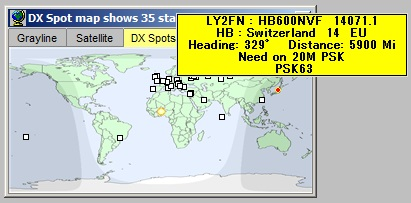 DX Spot map shows 35 sta
Grayline Satellite DX Spots
LY2FN : HB600NVF 14071.1
HB : Switzerland 14 EU
Heading: 329° Distance: 5900 Mi
Need on 20M PSK
PSK63